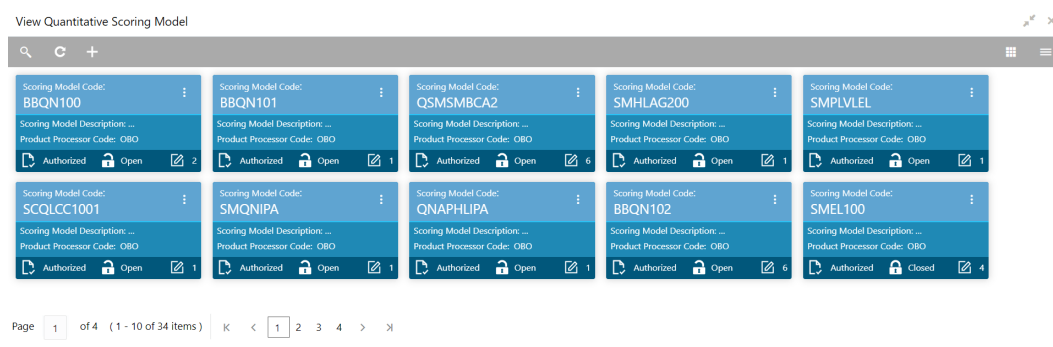 View Quantitative Scoring Model
Scoring Model Code: Scoring Model Code: Scoring Model Code: Scoring Model Code: Scoring Model Code:
BBQN100 BBQN101 QSMSMBCA2 SMHLAG200 SMPLVLEL
Scoring Model Description: ... Scoring Model Description: ... Scoring Model Description: ... Scoring Model Description: ... Scoring Model Description: ...
Product Processor Code: OBO Product Processor Code: OBO Product Processor Code: OBO Product Processor Code: OBO Product Processor Code: OBO
Authorized Open 2 Authorized Open 1 Authorized Open 6 Authorized Open 1 Authorized Open 1
Scoring Model Code: Scoring Model Code: Scoring Model Code: Scoring Model Code: Scoring Model Code:
SCQLCC1001 SMQNIPA QNAPHLIPA BBQN102 SMEL100
Scoring Model Description: ... Scoring Model Description: ... Scoring Model Description: ... Scoring Model Description: ... Scoring Model Description: ...
Product Processor Code: OBO Product Processor Code: OBO Product Processor Code: OBO Product Processor Code: OBO Product Processor Code: OBO
Authorized Open 1 Authorized Open 1 Authorized Open 1 Authorized Open 6 Authorized Closed 4
Page 1 of 4 ( 1 - 10 of 34 items ) 1 2 3 4